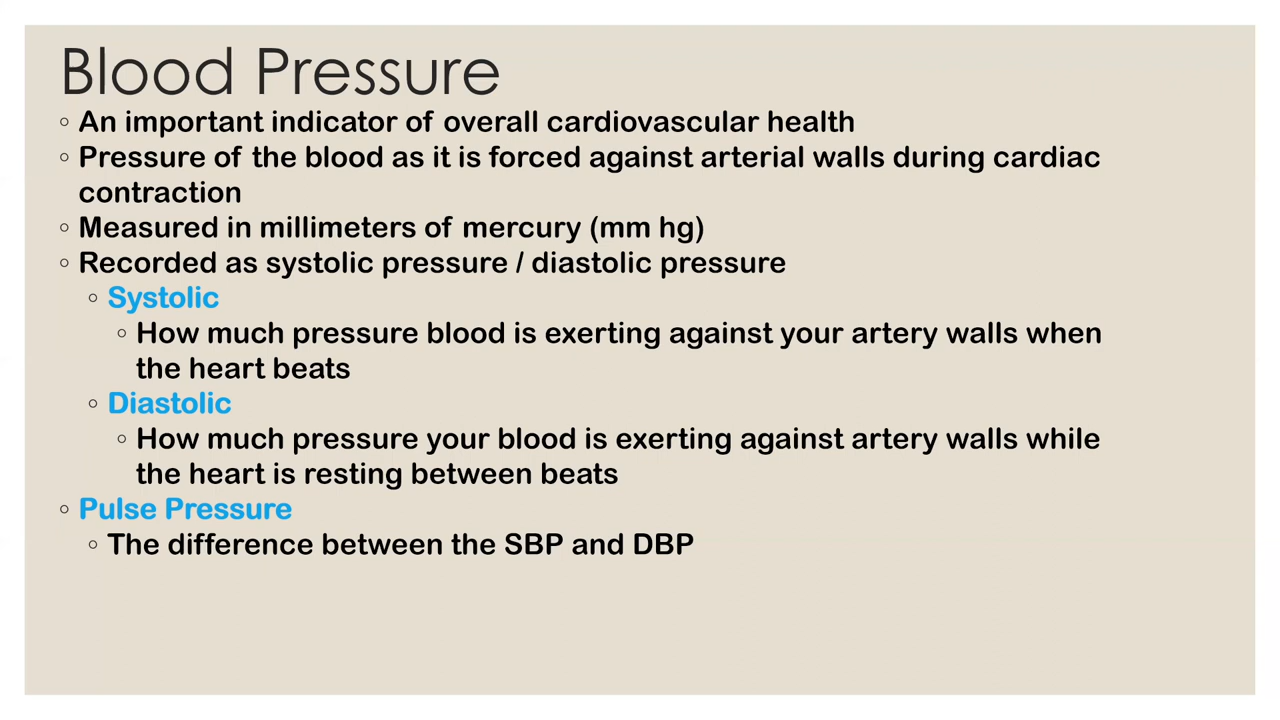 Blood Pressure
◦ An important indicator of overall cardiovascular health
◦ Pressure of the blood as it is forced against arterial walls during cardiac
contraction
◦ Measured in millimeters of mercury (mm hg)
◦ Recorded as systolic pressure / diastolic pressure
◦ Systolic
◦ How much pressure blood is exerting against your artery walls when
the heart beats
◦ Diastolic
◦ How much pressure your blood is exerting against artery walls while
the heart is resting between beats
◦ Pulse Pressure
◦ The difference between the SBP and DBP